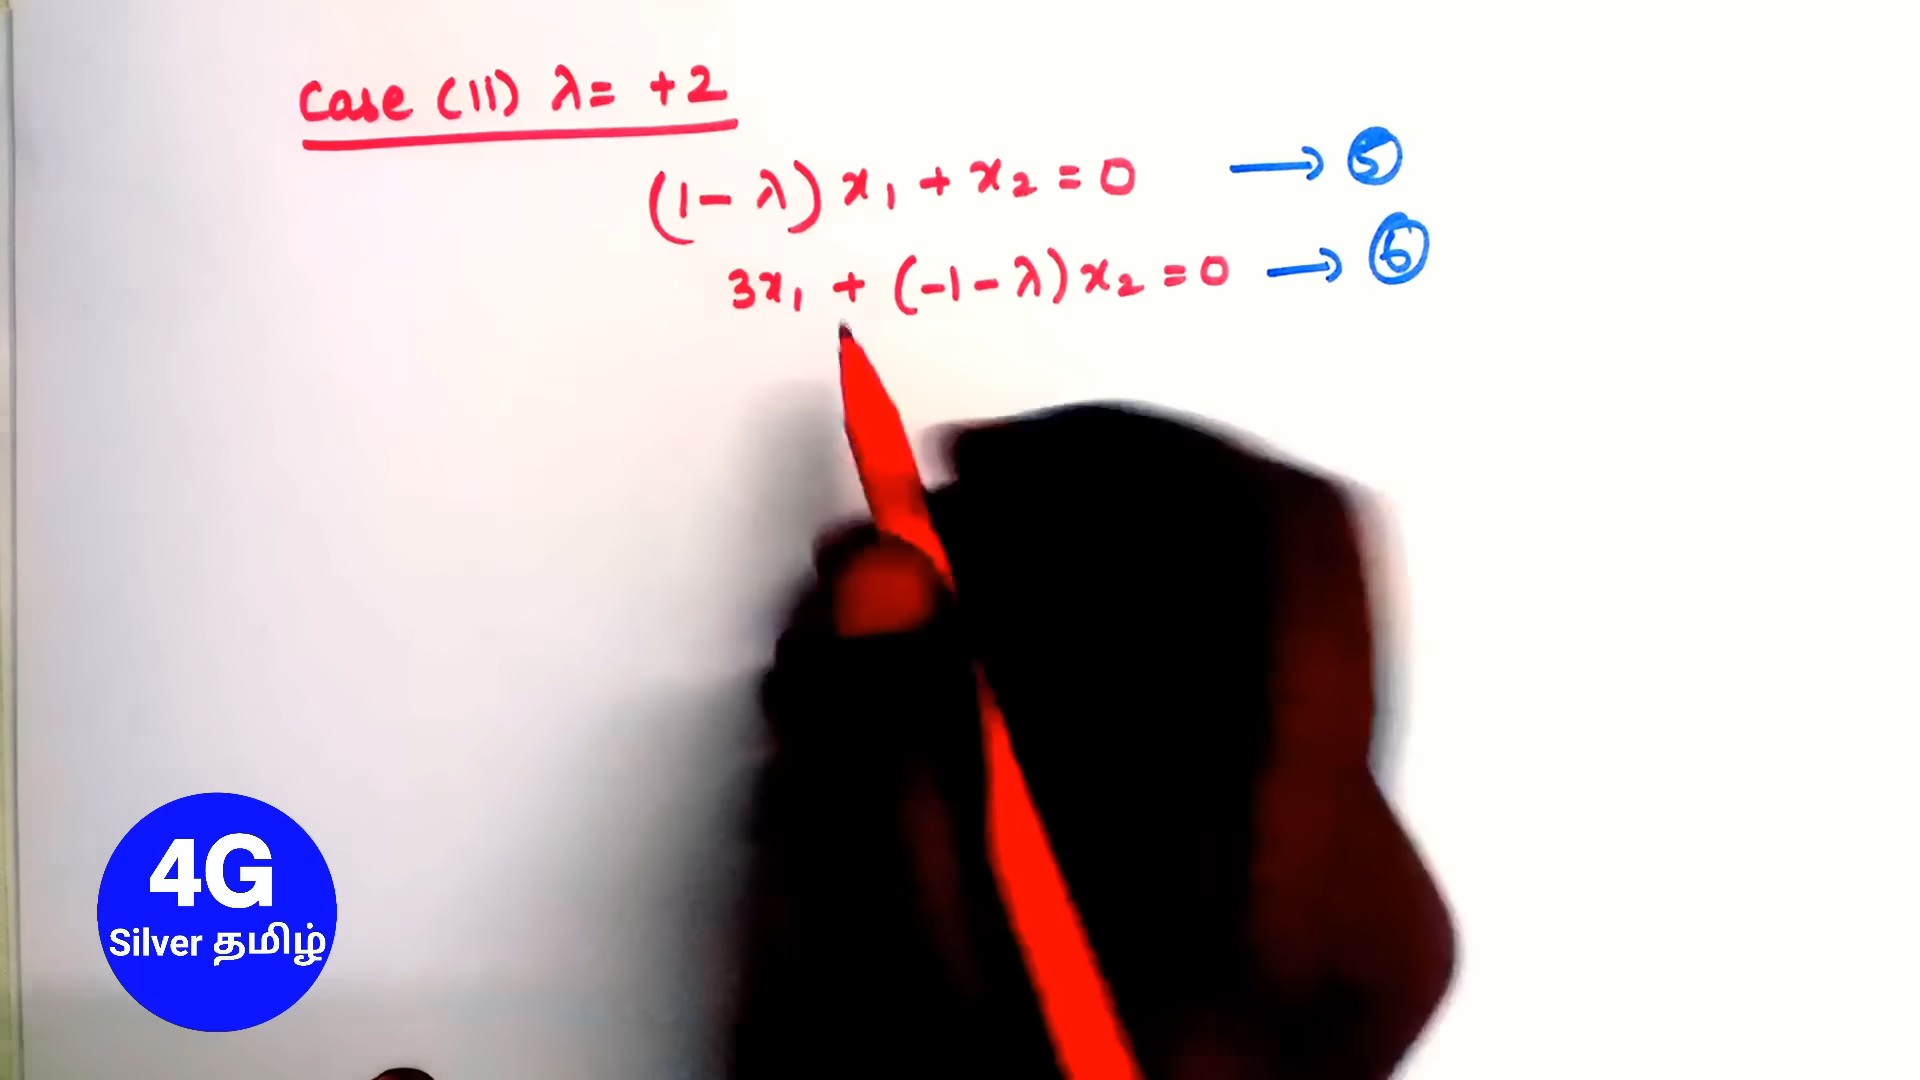 Case (II) λ = +2
(1 - λ) x₁ + x₂ = 0 → ⑤
3x₁ + (-1 - λ) x₂ = 0 → ⑥
4G
Silver தமிழ்